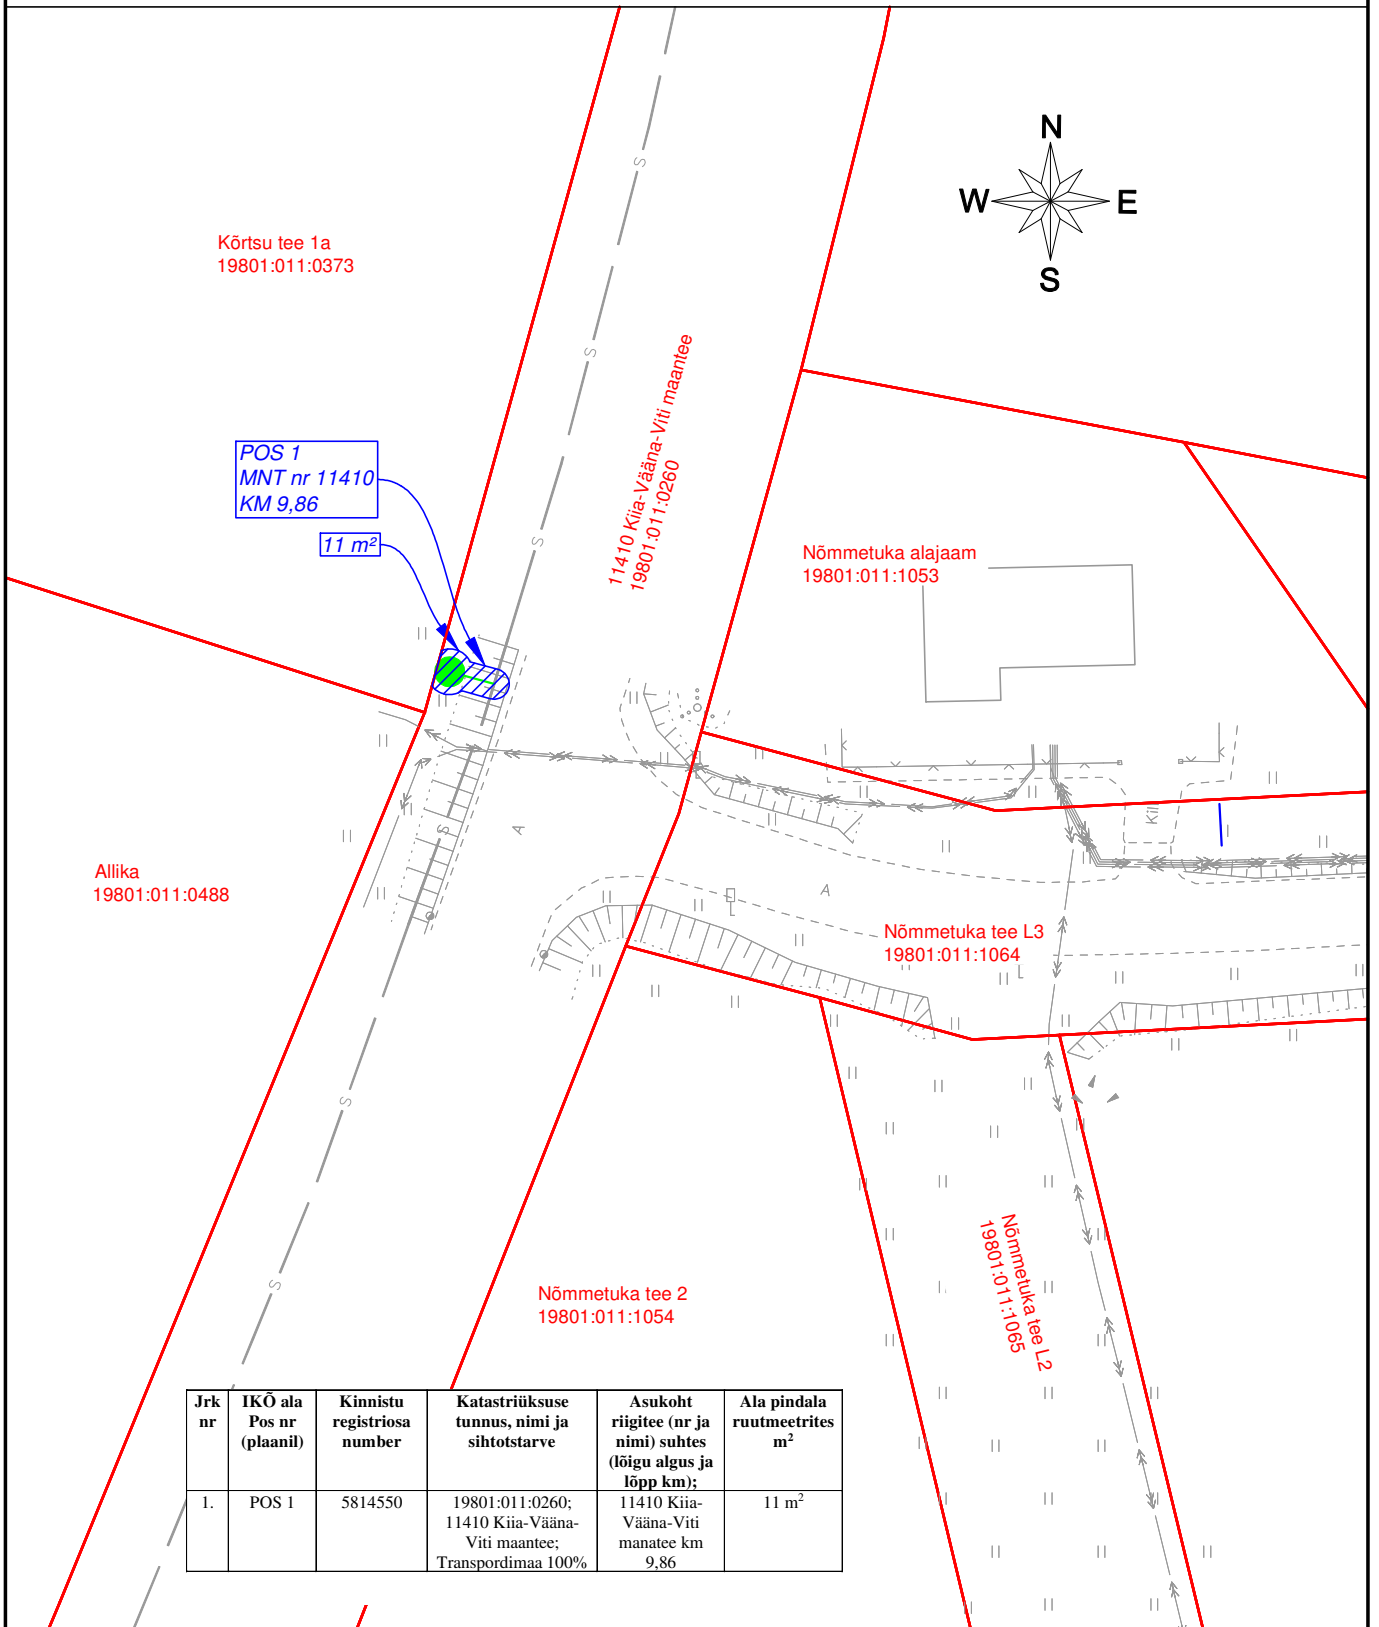 N
W
E
S
Kõrtsu tee 1a
19801:011:0373
11410 Kiia-Vääna-Viti maantee
19801:011:0260
POS 1
MNT nr 11410
KM 9,86
11 m²
Nõmmetuka alajaam
19801:011:1053
S
S
S
S
S
S
A
A
Kill
Allika
19801:011:0488
Nõmmetuka tee L3
19801:011:1064
Nõmmetuka tee 2
19801:011:1054
Nõmmetuka tee L2
19801:011:1065
Jrk nr
IKÕ ala Pos nr (plaanil)
Kinnistu registriosa number
Katastriüksuse tunnus, nimi ja sihtotstarve
Asukoht riigitee (nr ja nimi) suhtes (lõigu algus ja lõpp km);
Ala pindala ruutmeetrites m²
1.
POS 1
5814550
19801:011:0260; 11410 Kiia-Vääna-Viti maantee; Transpordimaa 100%
11410 Kiia-Vääna-Viti manatee km 9,86
11 m²